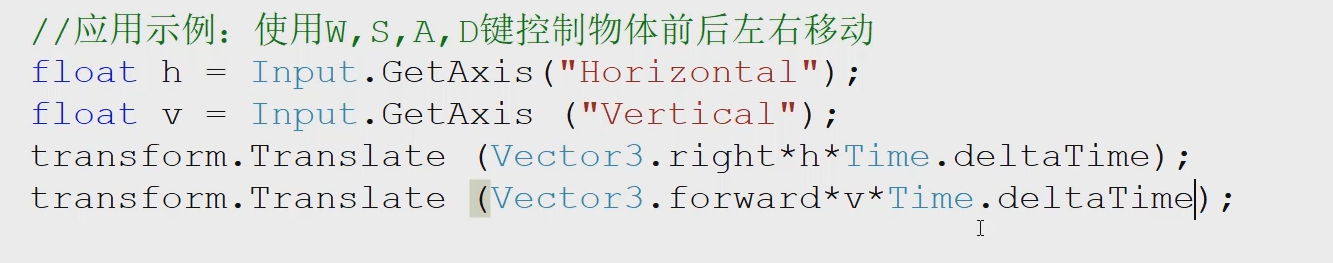 //应用示例：使用W,S,A,D键控制物体前后左右移动
float h = Input.GetAxis("Horizontal");
float v = Input.GetAxis ("Vertical");
transform.Translate (Vector3.right*h*Time.deltaTime);
transform.Translate (Vector3.forward*v*Time.deltaTime);